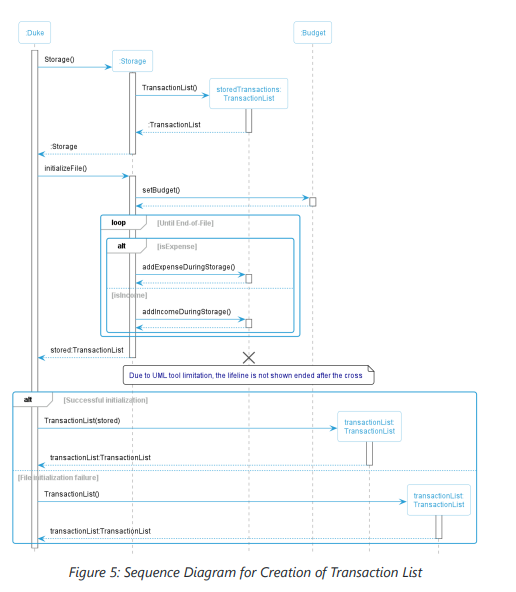 :Duke
:Budget
Storage()
:Storage
TransactionList()
storedTransactions:
TransactionList
:TransactionList
:Storage
initializeFile()
setBudget()
loop [Until End-of-File]
alt [isExpense]
addExpenseDuringStorage()
[isIncome]
addIncomeDuringStorage()
stored:TransactionList
Due to UML tool limitation, the lifeline is not shown ended after the cross
alt [Successful initialization]
TransactionList(stored)
transactionList:
TransactionList
transactionList:TransactionList
[File initialization failure]
TransactionList()
transactionList:
TransactionList
transactionList:TransactionList
Figure 5: Sequence Diagram for Creation of Transaction List